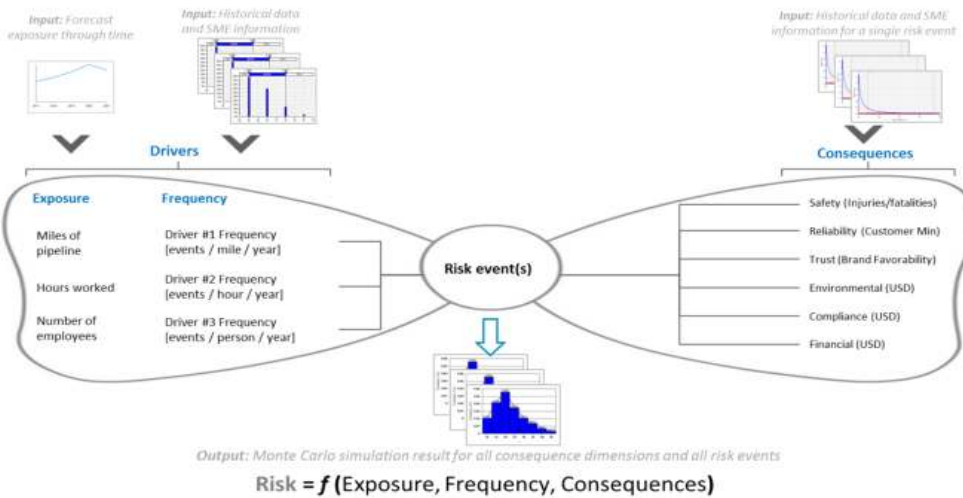 Input: Forecast
exposure through time
Input: Historical data
and SME information
Input: Historical data and SME
information for a single risk event
Drivers
Consequences
Exposure
Frequency
Miles of
pipeline
Driver #1 Frequency
[events / mile / year]
Hours worked
Driver #2 Frequency
[events / hour / year]
Number of
employees
Driver #3 Frequency
[events / person / year]
Risk event(s)
Safety (Injuries/fatalities)
Reliability (Customer Min)
Trust (Brand Favorability)
Environmental (USD)
Compliance (USD)
Financial (USD)
Output: Monte Carlo simulation result for all consequence dimensions and all risk events
Risk = f (Exposure, Frequency, Consequences)